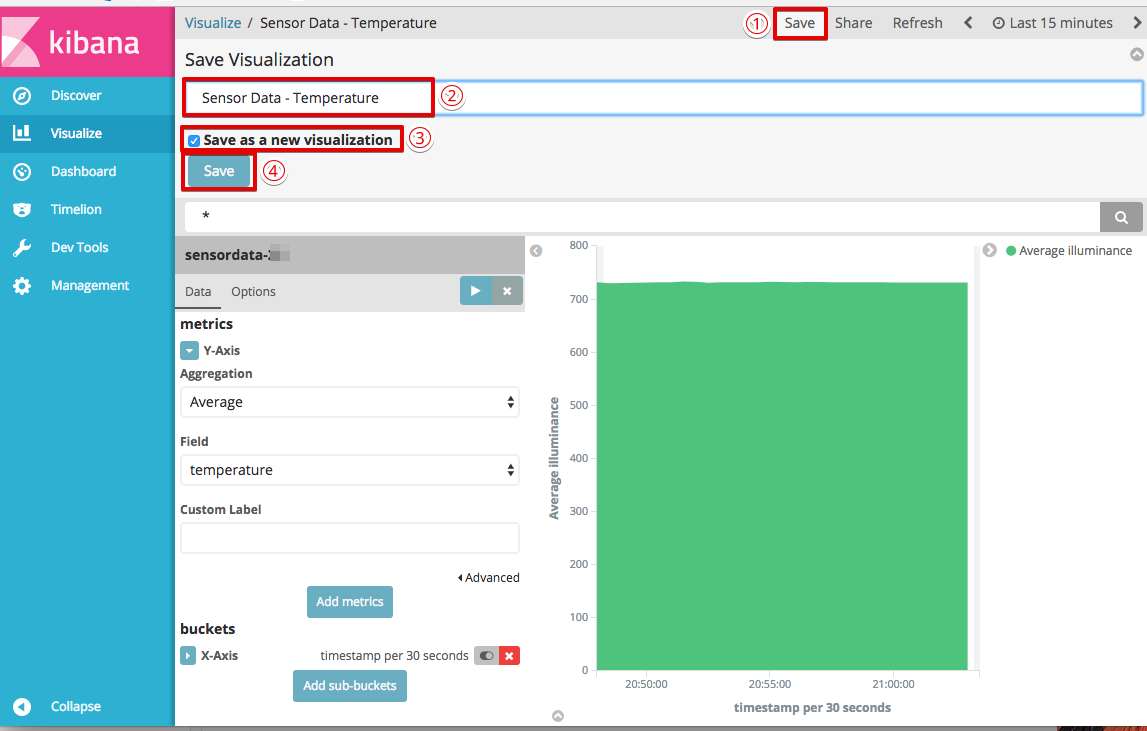 kibana
Discover
Visualize
Dashboard
Timelion
Dev Tools
Management
Collapse
Visualize / Sensor Data - Temperature
① Save Share Refresh Last 15 minutes
Save Visualization
Sensor Data - Temperature ②
Save as a new visualization ③
Save ④
*
sensordata-
Data Options
metrics
Y-Axis
Aggregation
Average
Field
temperature
Custom Label
Advanced
Add metrics
buckets
X-Axis timestamp per 30 seconds
Add sub-buckets
Average illuminance
800
700
600
500
400
300
200
100
0
Average illuminance
20:50:00 20:55:00 21:00:00
timestamp per 30 seconds